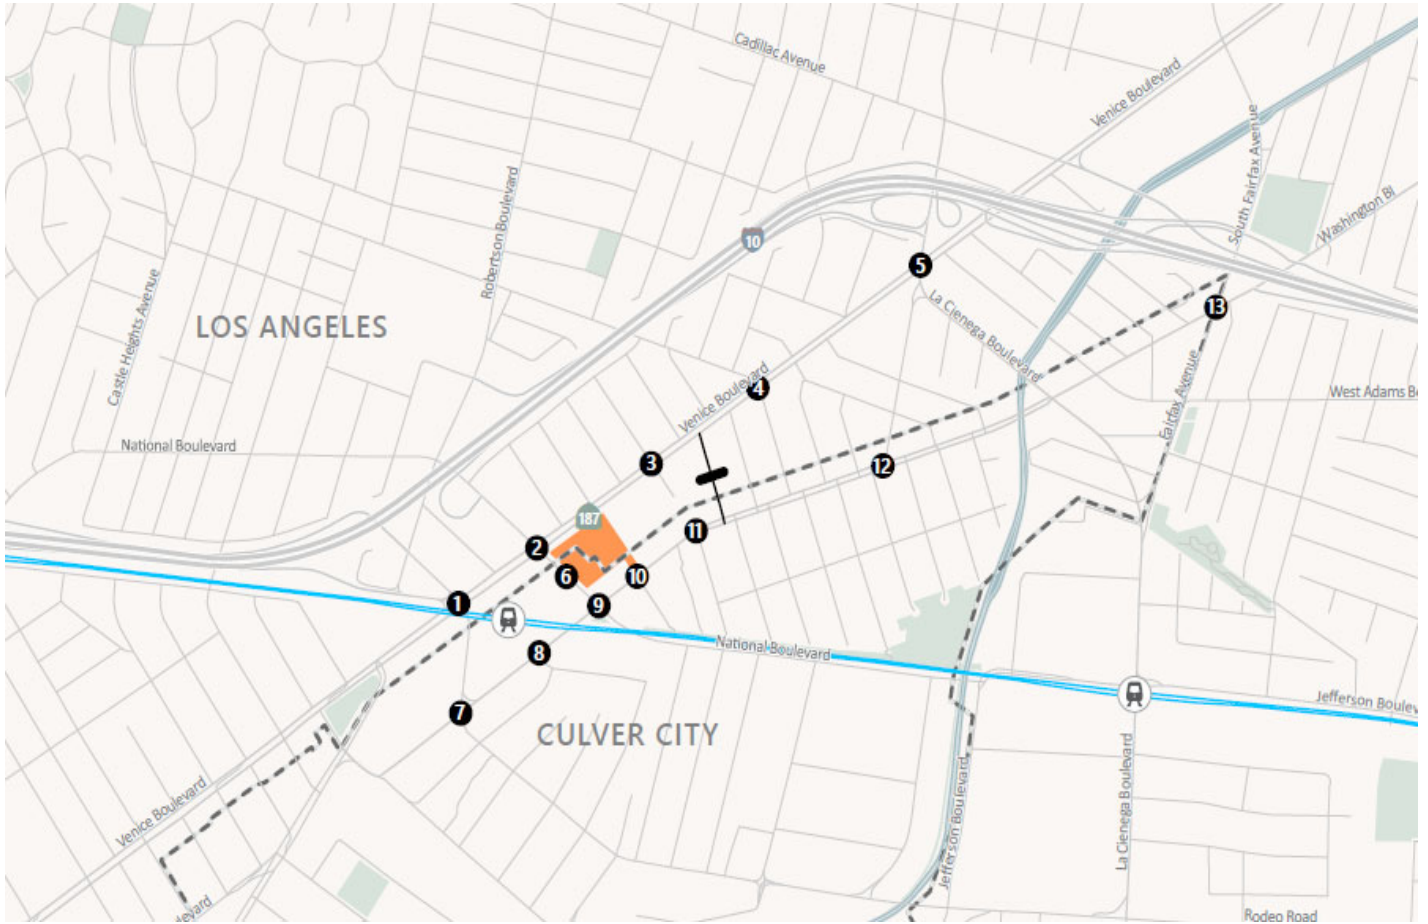 Cadillac Avenue
Venice Boulevard
South Fairfax Avenue
Washington Bl
Robertson Boulevard
10
5
LOS ANGELES
Castle Heights Avenue
La Cienega Boulevard
13
National Boulevard
Venice Boulevard
4
West Adams Bo
Fairfax Avenue
3
12
187
11
2
6
10
1
9
National Boulevard
8
7
CULVER CITY
Jefferson Boulev
La Cienega Boulevard
Jefferson Boulevard
Venice Boulevard
ulevard
Rodeo Road